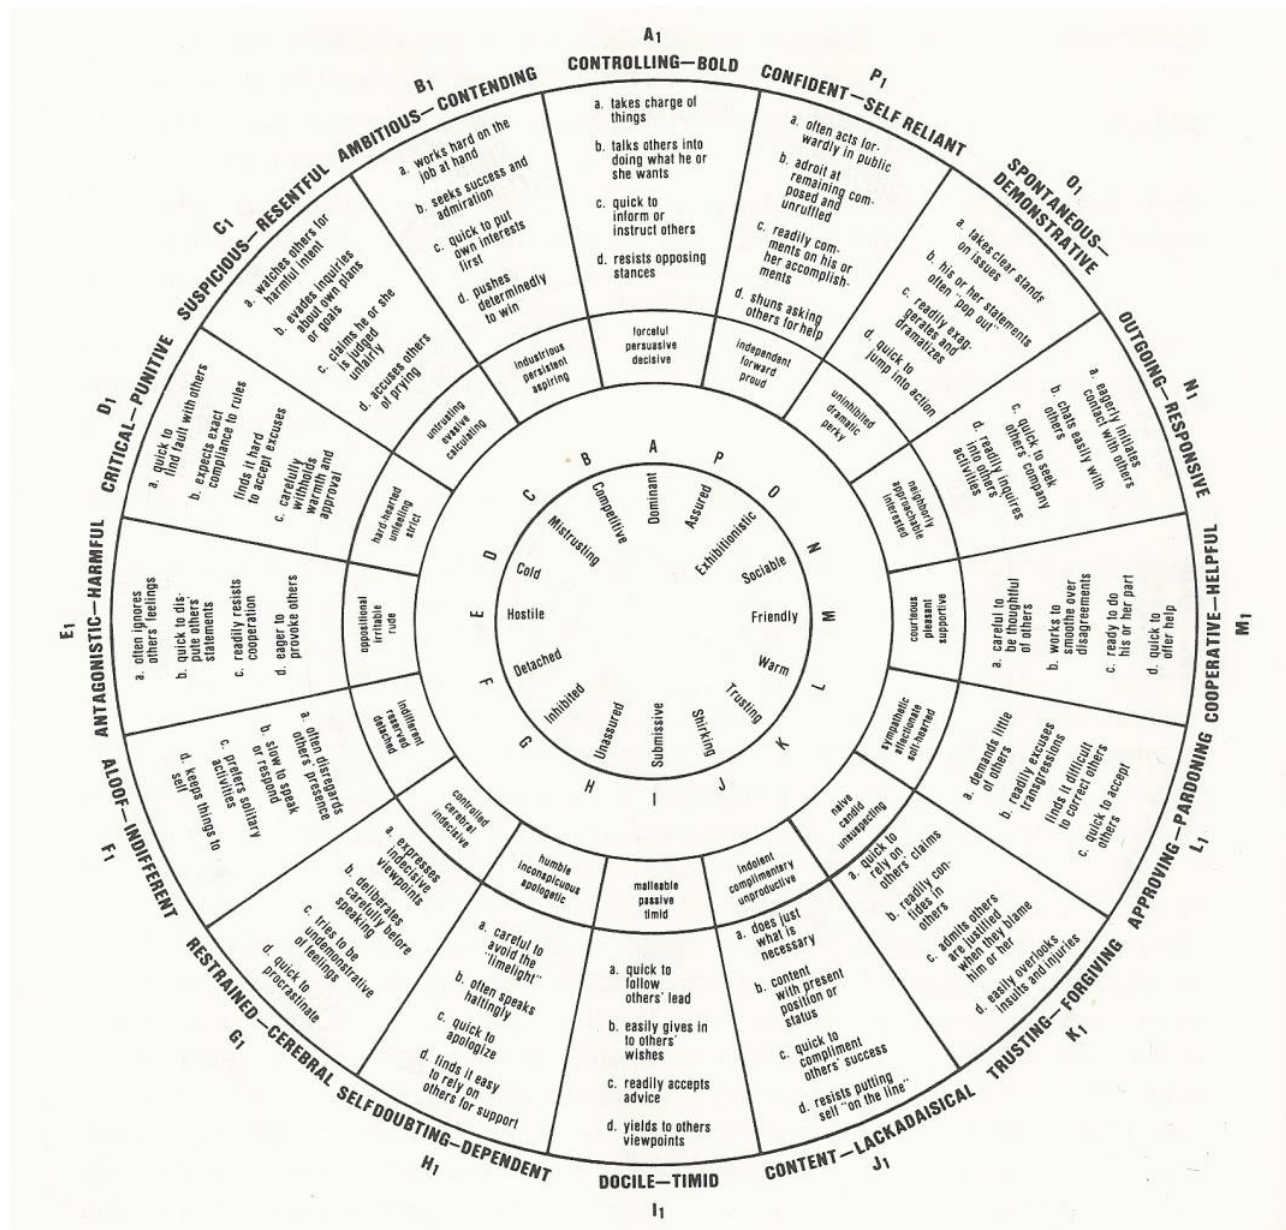 A1
CONTROLLING—BOLD
a. takes charge of
things
b. talks others into
doing what he or
she wants
c. quick to
inform or
instruct others
d. resists opposing
stances
forceful
persuasive
decisive
A
Dominant
P1
CONFIDENT—SELF RELIANT
a. often acts for-
wardly in public
b. adroit at
remaining com-
posed and
unruffled
c. readily com-
ments on his or
her accomplish-
ments
d. shuns asking
others for help
independent
forward
proud
P
Assured
O1
SPONTANEOUS—
DEMONSTRATIVE
a. takes clear stands
on issues
b. his or her statements
often "pop out"
c. readily exag-
gerates and
dramatizes
d. quick to
jump into action
uninhibited
dramatic
perky
O
Exhibitionistic
N1
OUTGOING—RESPONSIVE
a. eagerly initiates
contact with others
b. chats easily with
others
c. quick to seek
others' company
d. readily inquires
into others
activities
neighborly
approachable
interested
N
Sociable
M1
COOPERATIVE—HELPFUL
a. careful to
be thoughtful
of others
b. works to
smoothe over
disagreements
c. ready to do
his or her part
d. quick to
offer help
courteous
pleasant
supportive
M
Friendly
L1
APPROVING—PARDONING
a. demands little
of others
b. readily excuses
transgressions
finds it difficult
to correct others
c. quick to accept
others
sympathetic
affectionate
soft-hearted
L
Warm
K1
TRUSTING—FORGIVING
a. quick to
rely on
others' claims
b. readily con-
fides in
others
c. admits others
are justified
when they blame
him or her
d. easily overlooks
insults and injuries
naive
candid
unsuspecting
K
Trusting
J1
CONTENT—LACKADAISICAL
a. does just
what is
necessary
b. content
with present
position or
status
c. quick to
compliment
others' success
d. resists putting
self "on the line"
indolent
complimentary
unproductive
J
Shirking
I1
DOCILE—TIMID
a. quick to
follow
others' lead
b. easily gives in
to others'
wishes
c. readily accepts
advice
d. yields to others
viewpoints
malleable
passive
timid
I
Submissive
H1
SELFDOUBTING—DEPENDENT
a. careful to
avoid the
"limelight"
b. often speaks
haltingly
c. quick to
apologize
d. finds it easy
to rely on
others for support
humble
inconspicuous
apologetic
H
Unassured
G1
RESTRAINED—CEREBRAL
a. expresses
indecisive
viewpoints
b. deliberates
carefully before
speaking
c. tries to be
undemonstrative
of feelings
d. quick to
procrastinate
controlled
cerebral
indecisive
G
Inhibited
F1
ALOOF—INDIFFERENT
a. often disregards
others' presence
b. slow to speak
or respond
c. prefers solitary
activities
d. keeps things to
self
indifferent
reserved
detached
F
Detached
E1
ANTAGONISTIC—HARMFUL
a. often ignores
others' feelings
b. quick to dis-
pute others'
statements
c. readily resists
cooperation
d. eager to
provoke others
oppositional
irritable
rude
E
Hostile
D1
CRITICAL—PUNITIVE
a. quick to
find fault with others
b. expects exact
compliance to rules
finds it hard
to accept excuses
c. carefully
withholds
warmth and
approval
hard-hearted
unfeeling
strict
D
Cold
C1
SUSPICIOUS—RESENTFUL
a. watches others for
harmful intent
b. evades inquiries
about own plans
or goals
c. claims he or she
is judged
unfairly
d. accuses others
of prying
untrusting
evasive
calculating
C
Mistrusting
B1
AMBITIOUS—CONTENDING
a. works hard on the
job at hand
b. seeks success and
admiration
c. quick to put
own interests
first
d. pushes
determinedly
to win
industrious
persistent
aspiring
B
Competitive